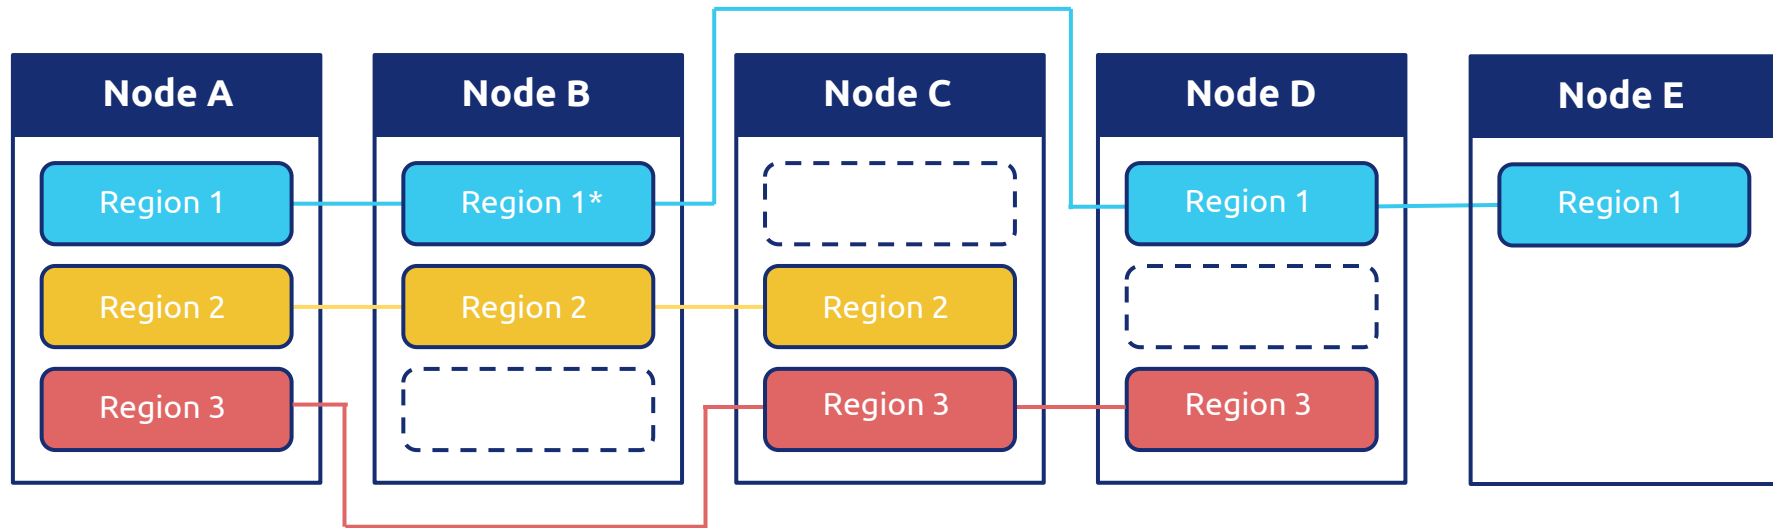 Node A
Node B
Node C
Node D
Node E
Region 1
Region 1*
Region 1
Region 1
Region 2
Region 2
Region 2
Region 3
Region 3
Region 3